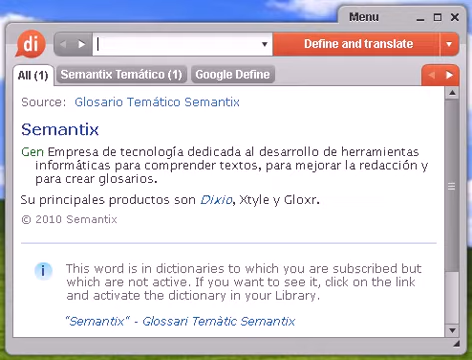 Menu
di
Define and translate
All (1)
Semantix Temático (1)
Google Define
Source: Glosario Temático Semantix
Semantix
Gen Empresa de tecnología dedicada al desarrollo de herramientas
informáticas para comprender textos, para mejorar la redacción y
para crear glosarios.
Su principales productos son Dixio, Xtyle y Gloxr.
© 2010 Semantix
i
This word is in dictionaries to which you are subscribed but
which are not active. If you want to see it, click on the link
and activate the dictionary in your Library.
"Semantix" - Glossari Temàtic Semantix